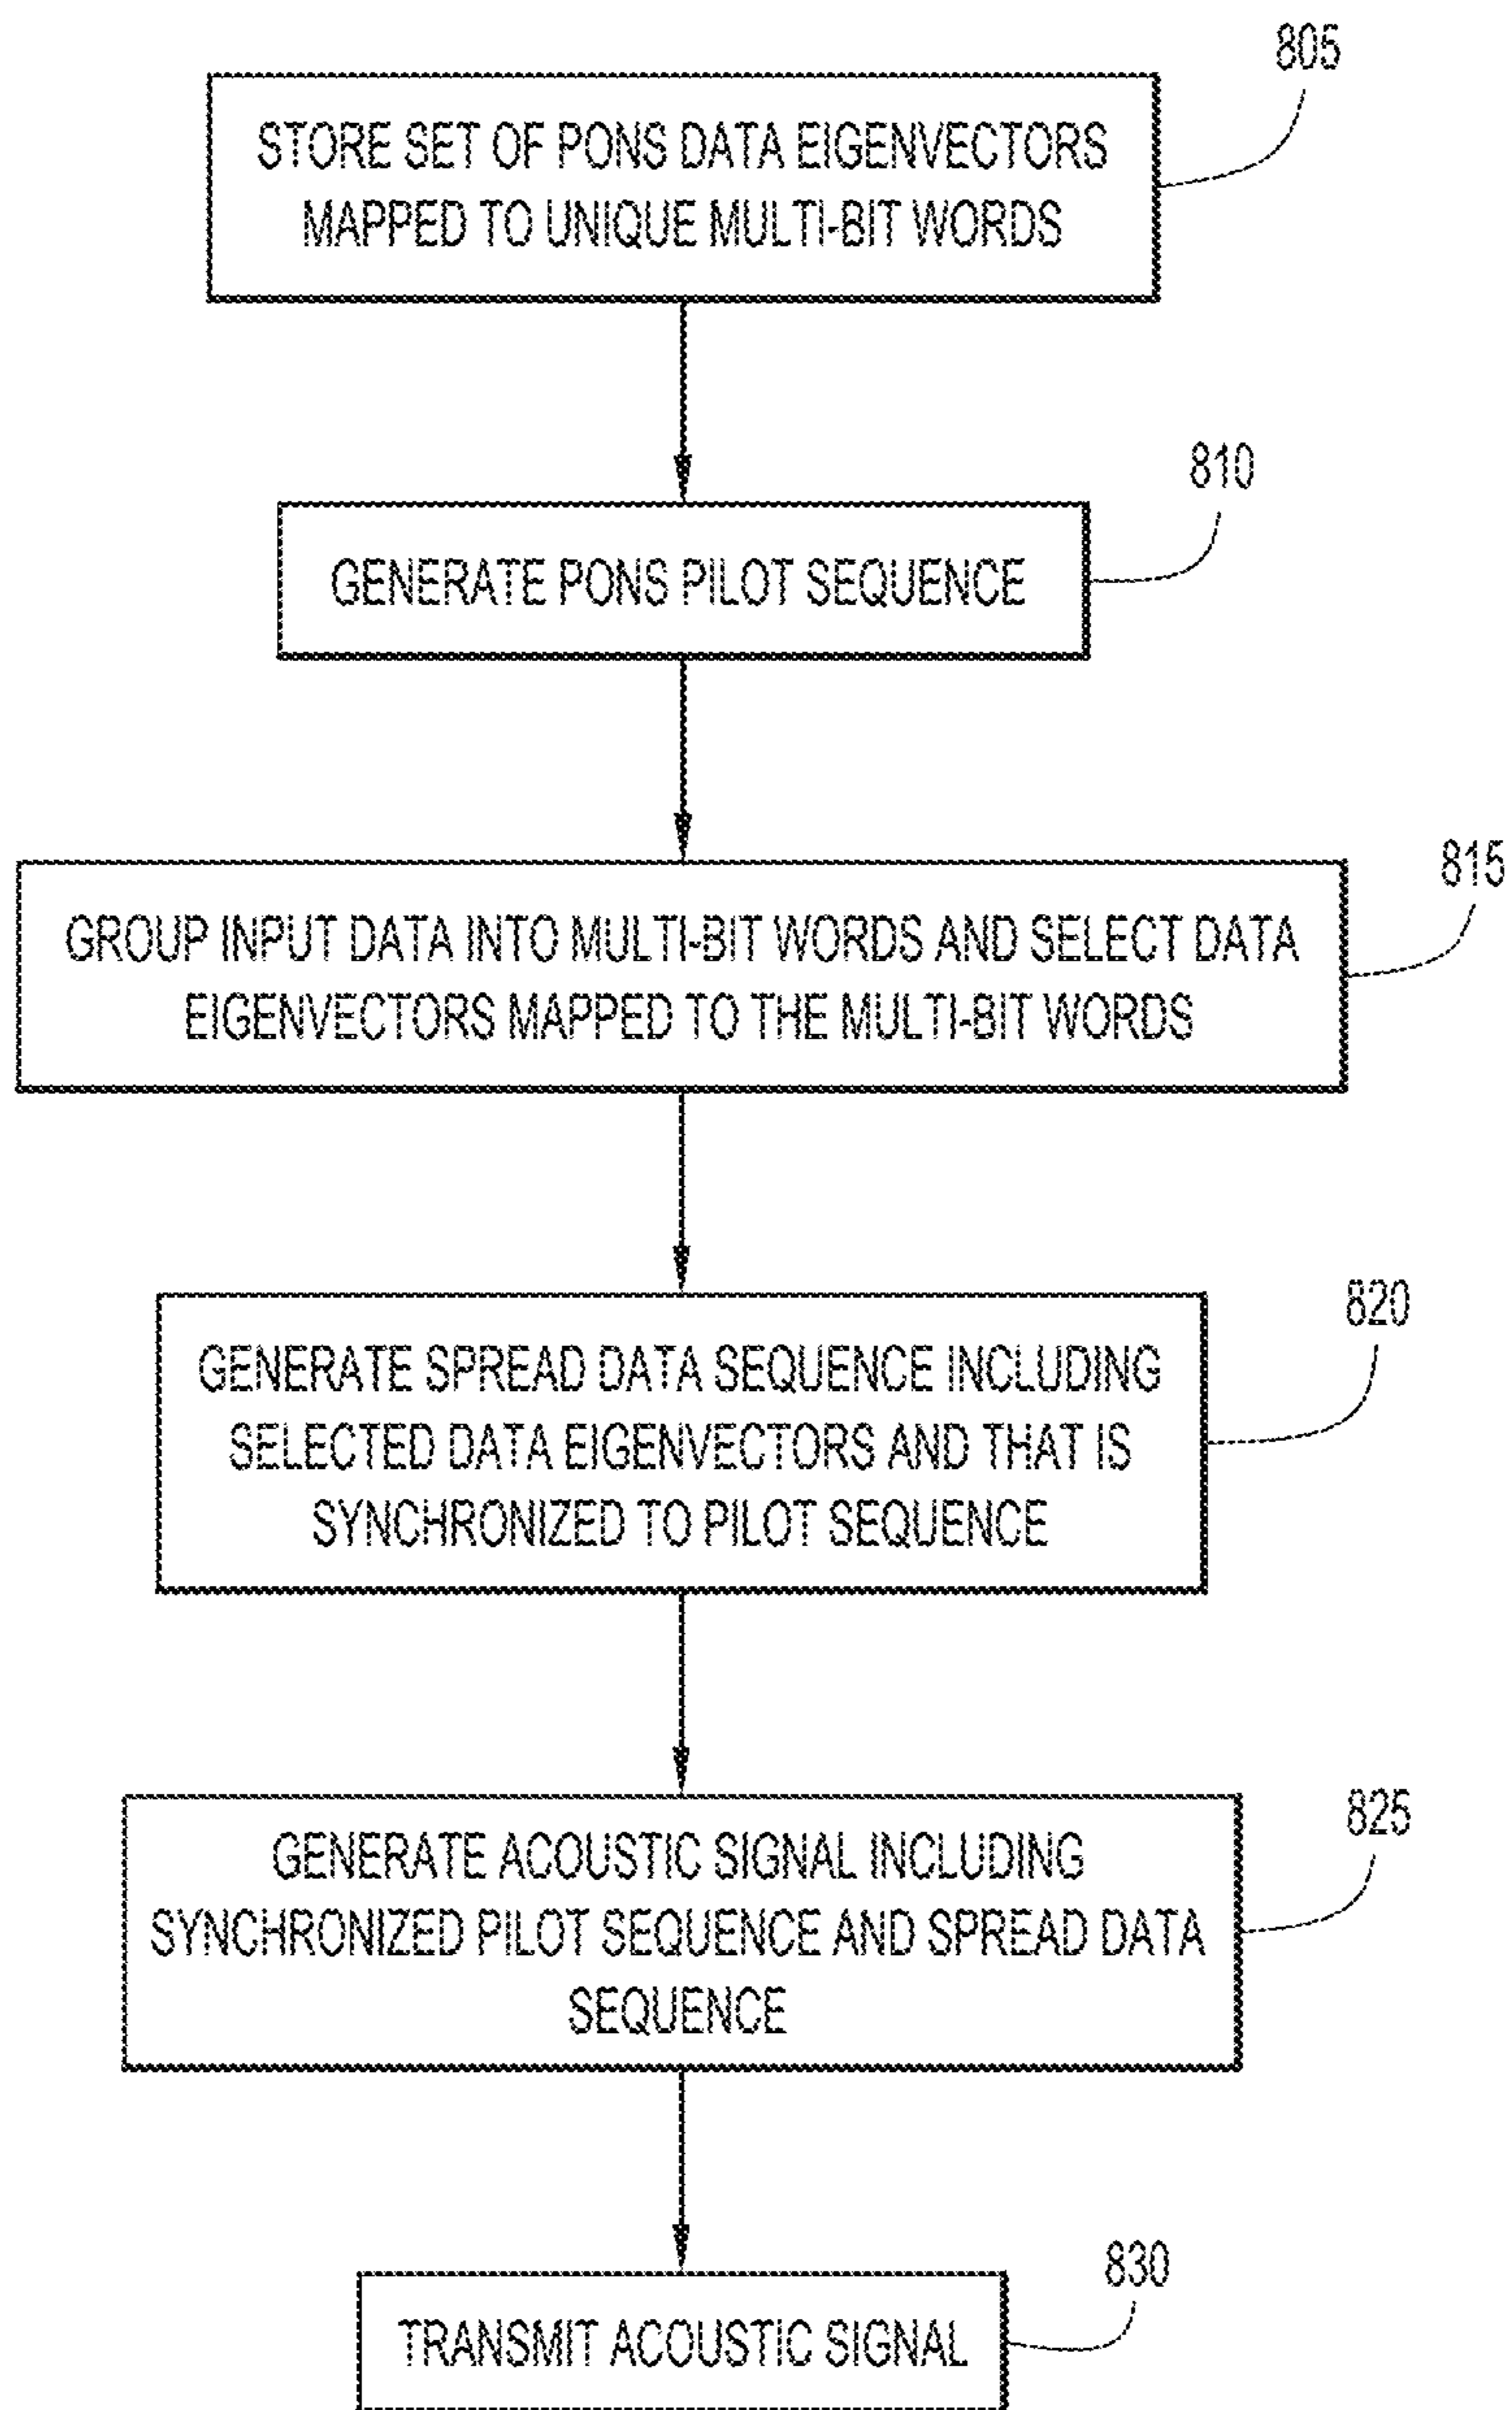 805
STORE SET OF PONS DATA EIGENVECTORS
MAPPED TO UNIQUE MULTI-BIT WORDS
810
GENERATE PONS PILOT SEQUENCE
815
GROUP INPUT DATA INTO MULTI-BIT WORDS AND SELECT DATA
EIGENVECTORS MAPPED TO THE MULTI-BIT WORDS
820
GENERATE SPREAD DATA SEQUENCE INCLUDING
SELECTED DATA EIGENVECTORS AND THAT IS
SYNCHRONIZED TO PILOT SEQUENCE
825
GENERATE ACOUSTIC SIGNAL INCLUDING
SYNCHRONIZED PILOT SEQUENCE AND SPREAD DATA
SEQUENCE
830
TRANSMIT ACOUSTIC SIGNAL